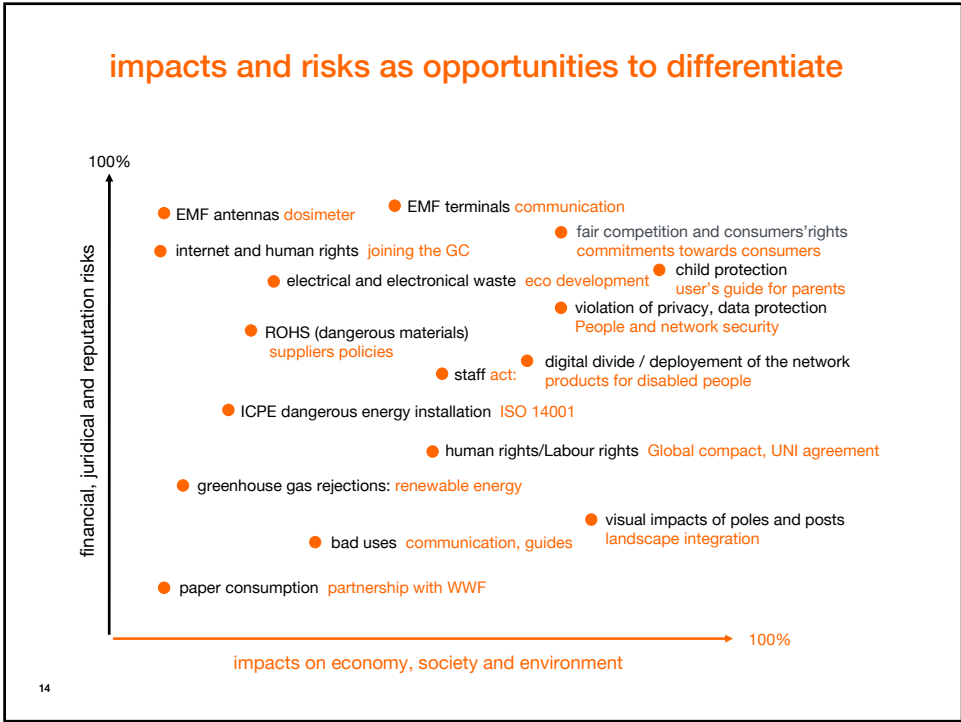 impacts and risks as opportunities to differentiate
100%
financial, juridical and reputation risks
EMF antennas dosimeter
EMF terminals communication
fair competition and consumers'rights
commitments towards consumers
internet and human rights joining the GC
child protection
user's guide for parents
electrical and electronical waste eco development
violation of privacy, data protection
People and network security
ROHS (dangerous materials)
suppliers policies
digital divide / deployement of the network
products for disabled people
staff act:
ICPE dangerous energy installation ISO 14001
human rights/Labour rights Global compact, UNI agreement
greenhouse gas rejections: renewable energy
visual impacts of poles and posts
landscape integration
bad uses communication, guides
paper consumption partnership with WWF
100%
impacts on economy, society and environment
14